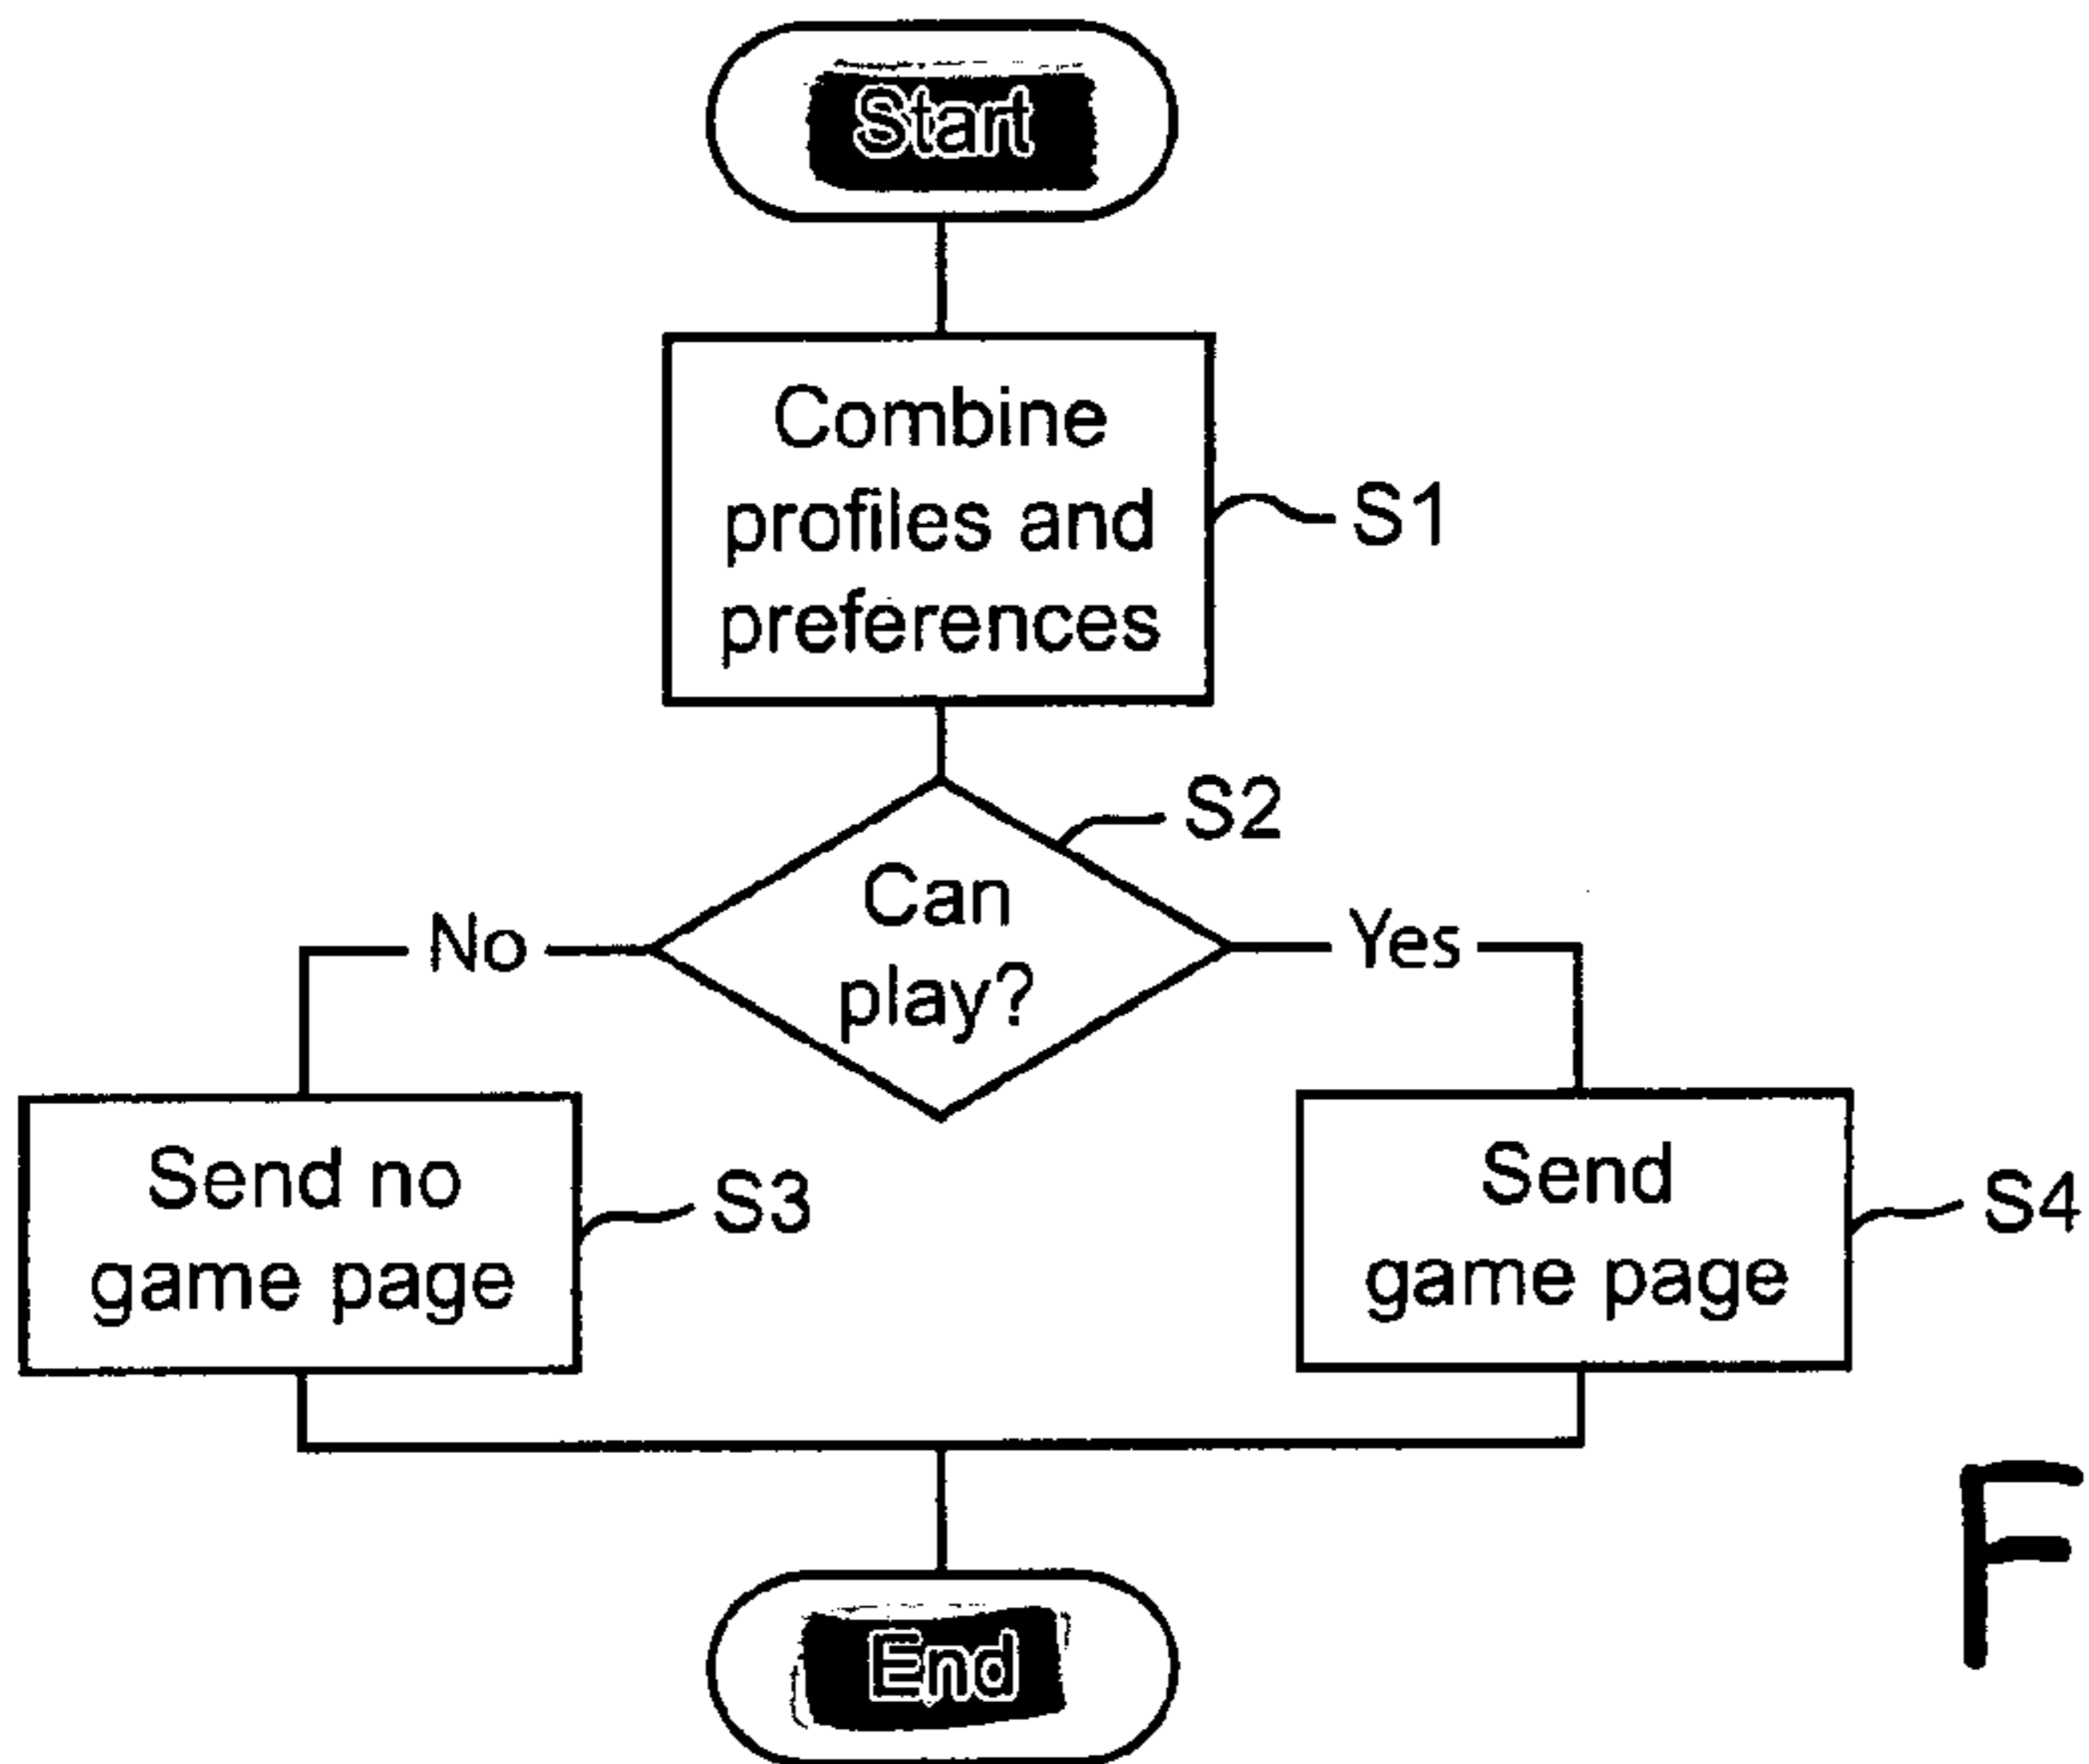 Start
Combine
profiles and
preferences
S1
S2
Can
play?
No
Yes
Send no
game page
S3
Send
game page
S4
End
F